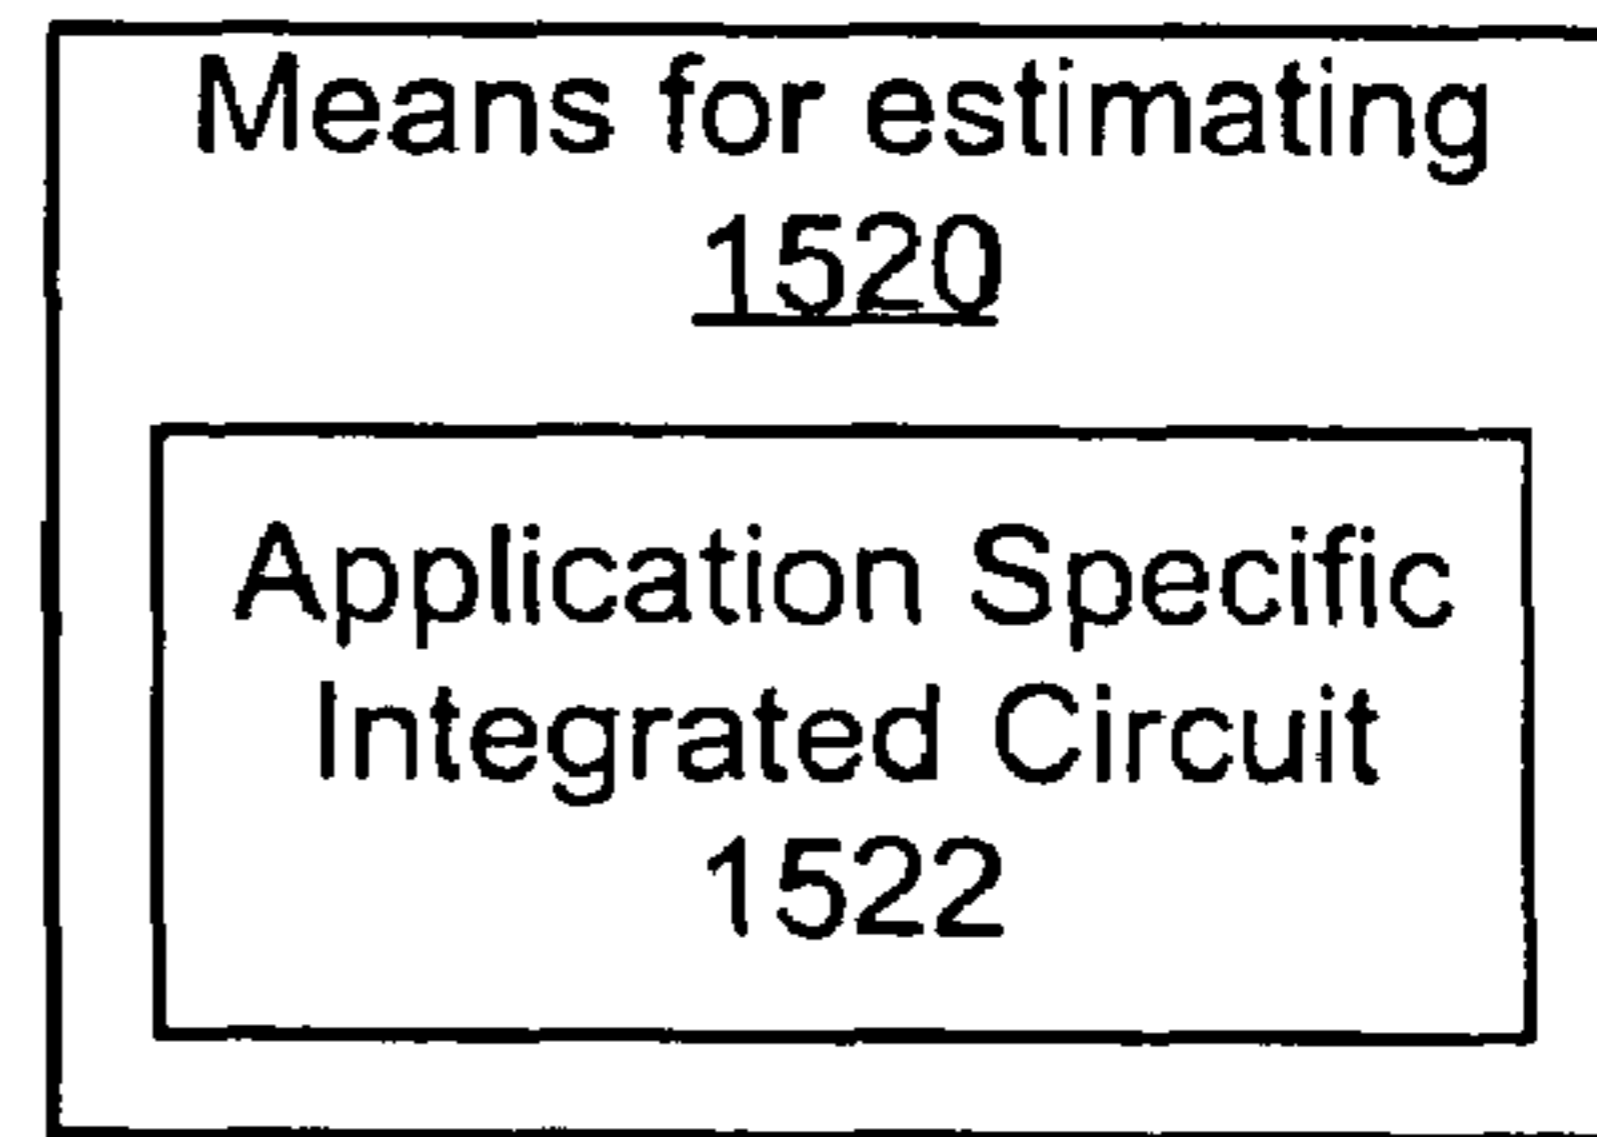 Means for estimating
1520
Application Specific
Integrated Circuit
1522